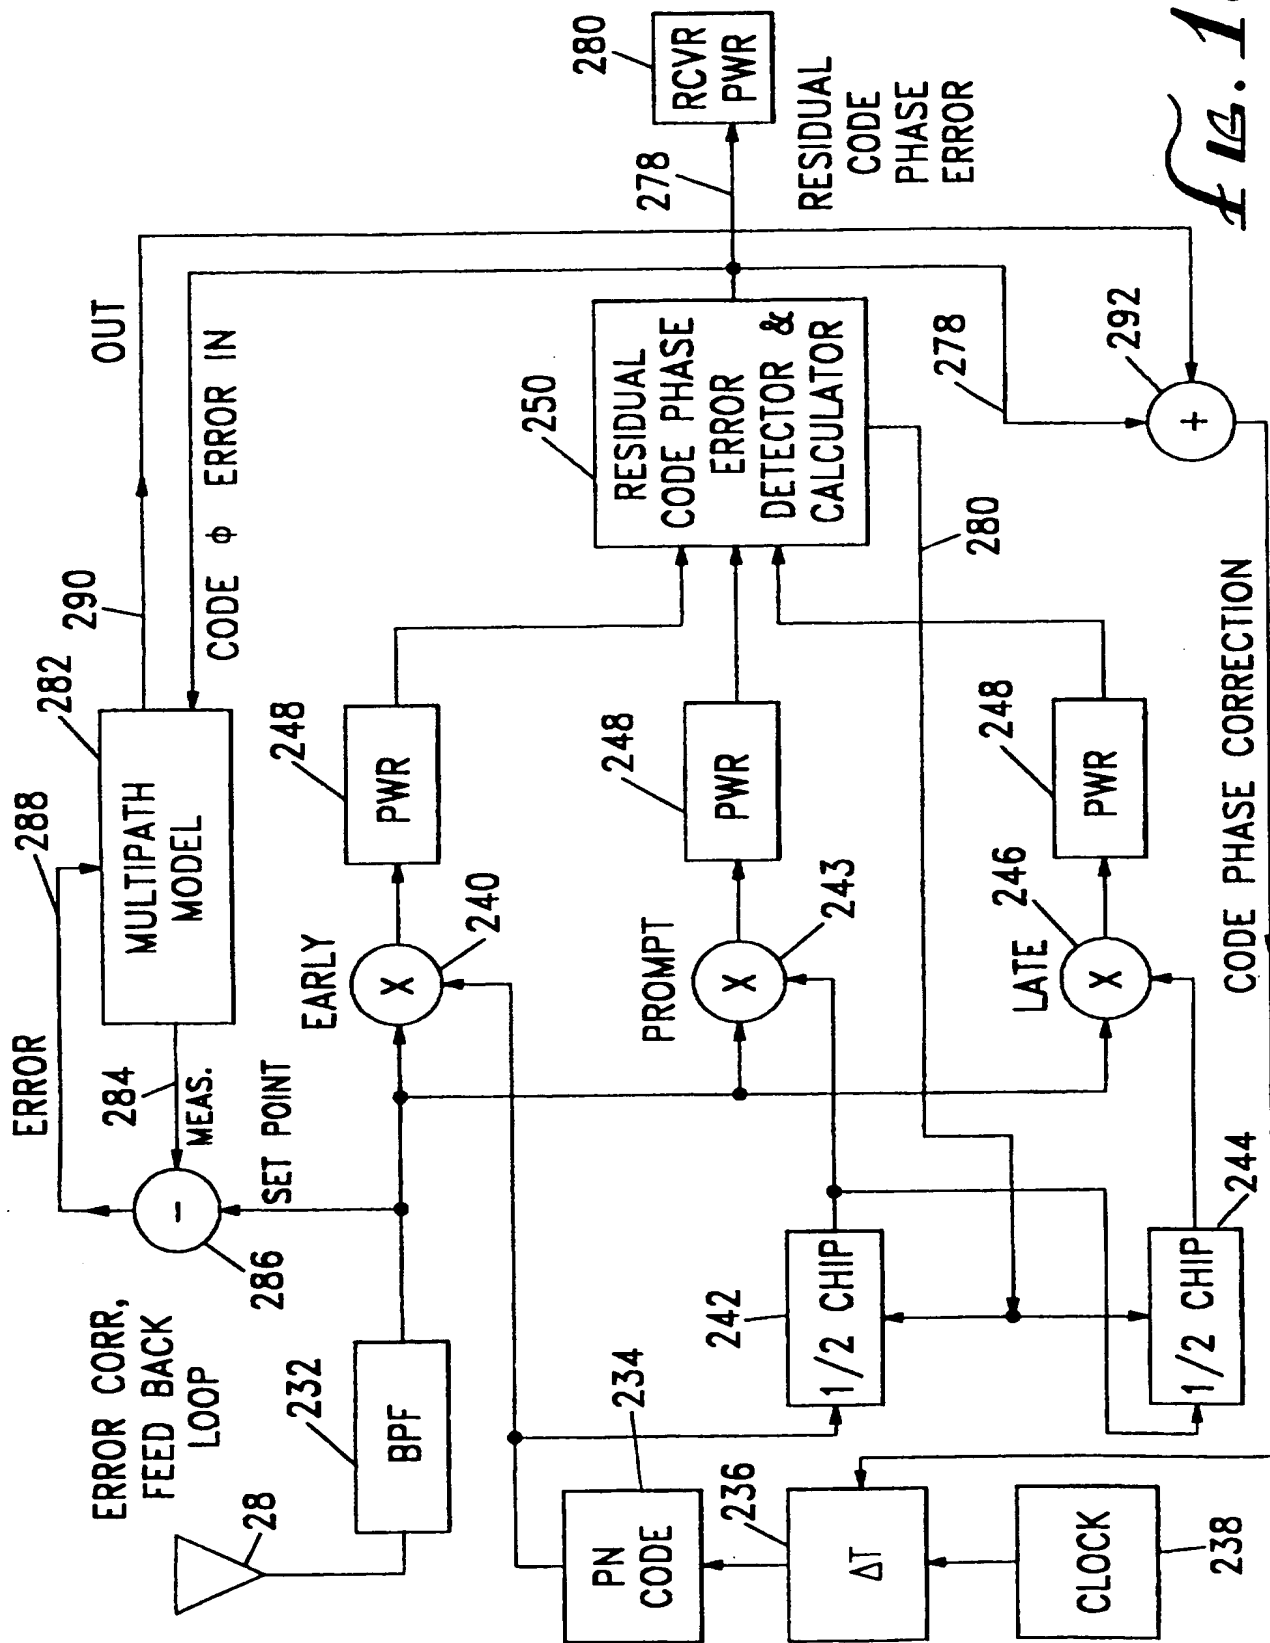 ERROR CORR,
FEED BACK
LOOP
ERROR
288
282
290
OUT
MULTIPATH
MODEL
284
MEAS.
286
-
SET POINT
CODE ϕ ERROR IN
28
232
BPF
EARLY
X
240
248
PWR
PROMPT
X
243
248
PWR
LATE
X
246
248
PWR
250
RESIDUAL
CODE PHASE
ERROR
DETECTOR &
CALCULATOR
278
280
RCVR
PWR
RESIDUAL
CODE
PHASE
ERROR
234
PN
CODE
236
ΔT
CLOCK
238
242
1/2 CHIP
1/2 CHIP
244
280
278
292
+
CODE PHASE CORRECTION